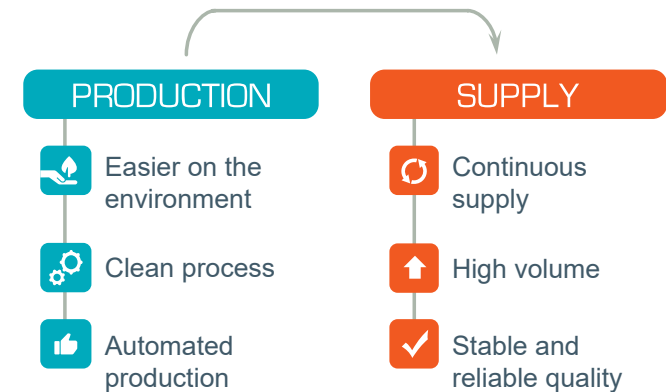 PRODUCTION
Easier on the
environment
Clean process
Automated
production
SUPPLY
Continuous
supply
High volume
Stable and
reliable quality